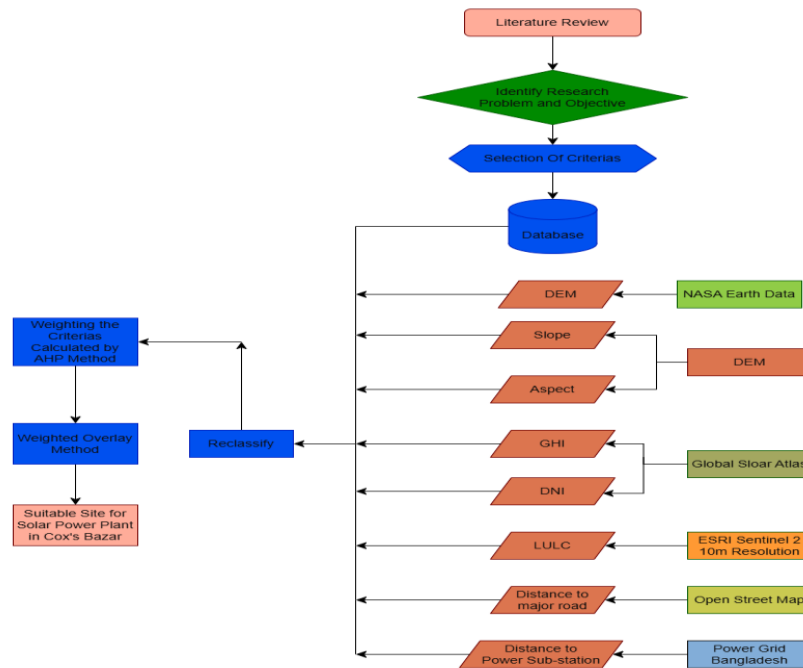 Literature Review
Identify Research
Problem and Objective
Selection Of Criterias
Database
DEM
NASA Earth Data
Weighting the
Criterias
Calculated by
AHP Method
Slope
DEM
Aspect
Weighted Overlay
Method
Reclassify
GHI
Global Sloar Atlas
DNI
Suitable Site for
Solar Power Plant
in Cox's Bazar
LULC
ESRI Sentinel 2
10m Resolution
Distance to
major road
Open Street Map
Distance to
Power Sub-station
Power Grid
Bangladesh